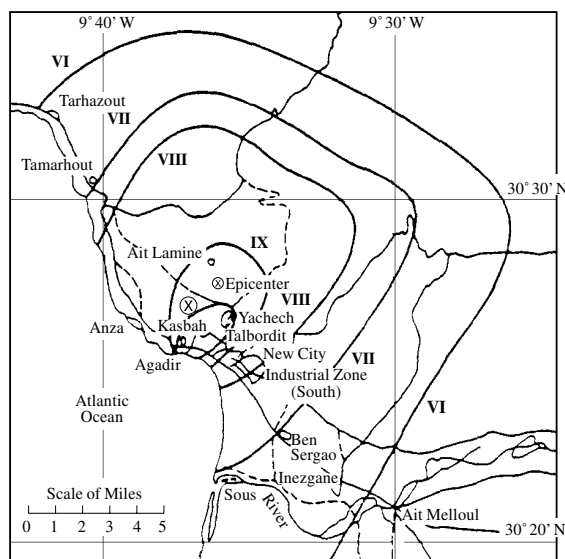 9° 40' W
9° 30' W
VI
Tarhazout
VII
VIII
Tamarhout
30° 30' N
IX
Ait Lamine
X
Epicenter
VIII
X
Yachech
Kasbah
Talbordit
Anza
New City
VII
Agadir
Industrial Zone
(South)
VI
Atlantic
Ocean
Ben
Sergao
Inezgane
Scale of Miles
Sous
River
0 1 2 3 4 5
Ait Melloul
30° 20' N